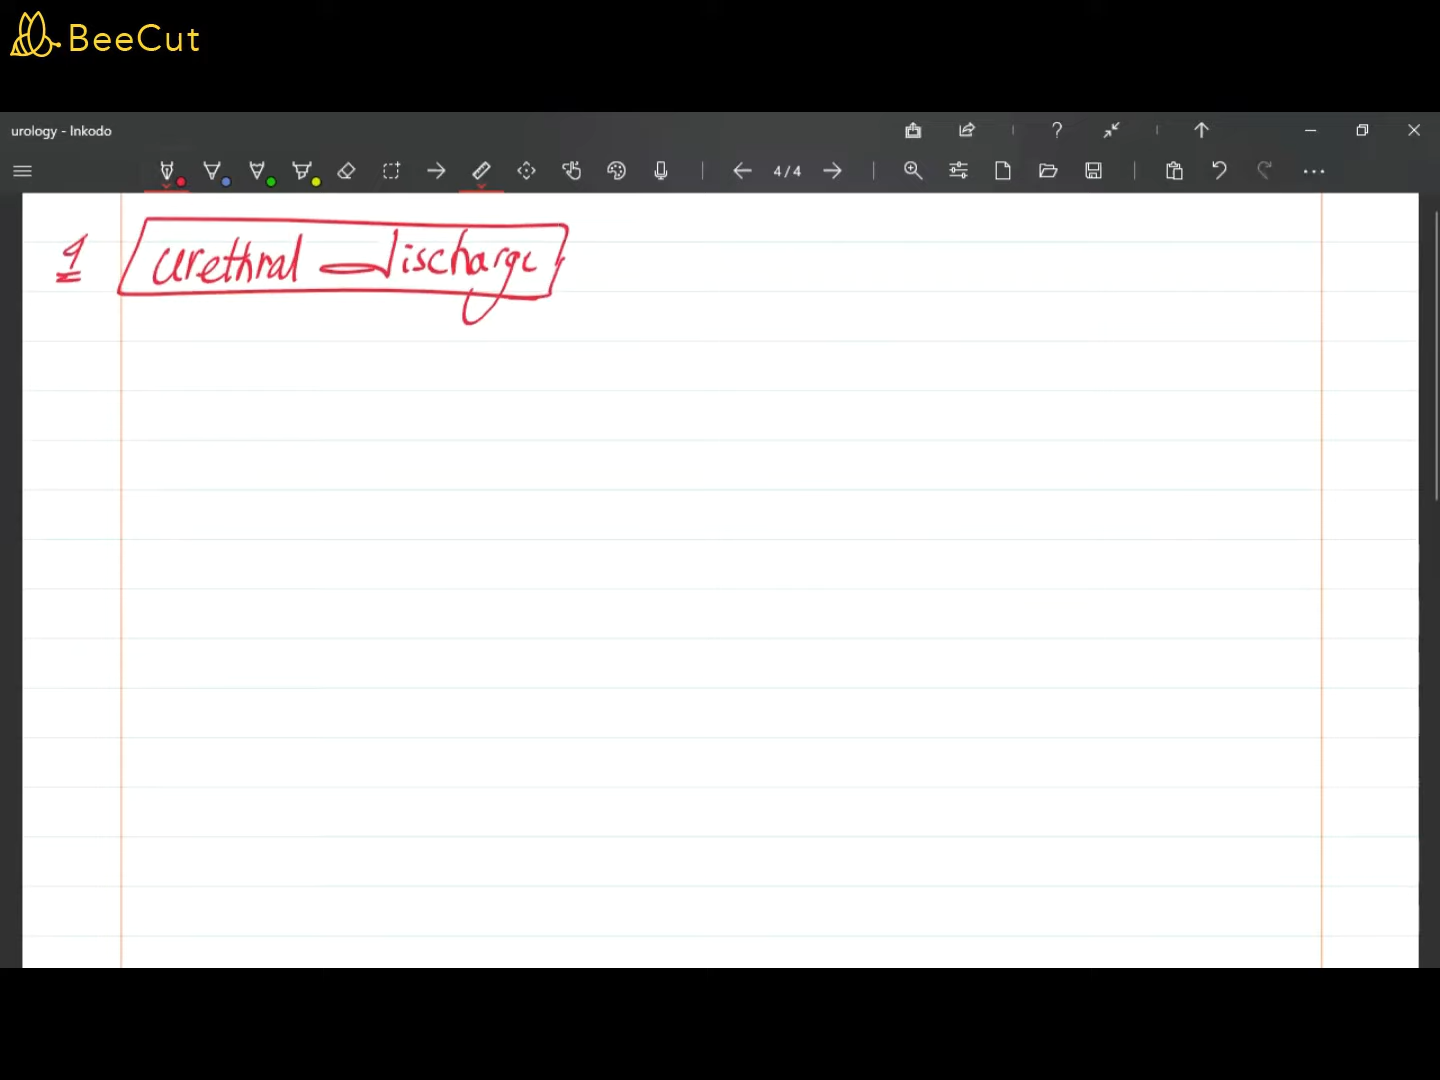 BeeCut
urology - Inkodo
?
4/4
1 urethral discharge